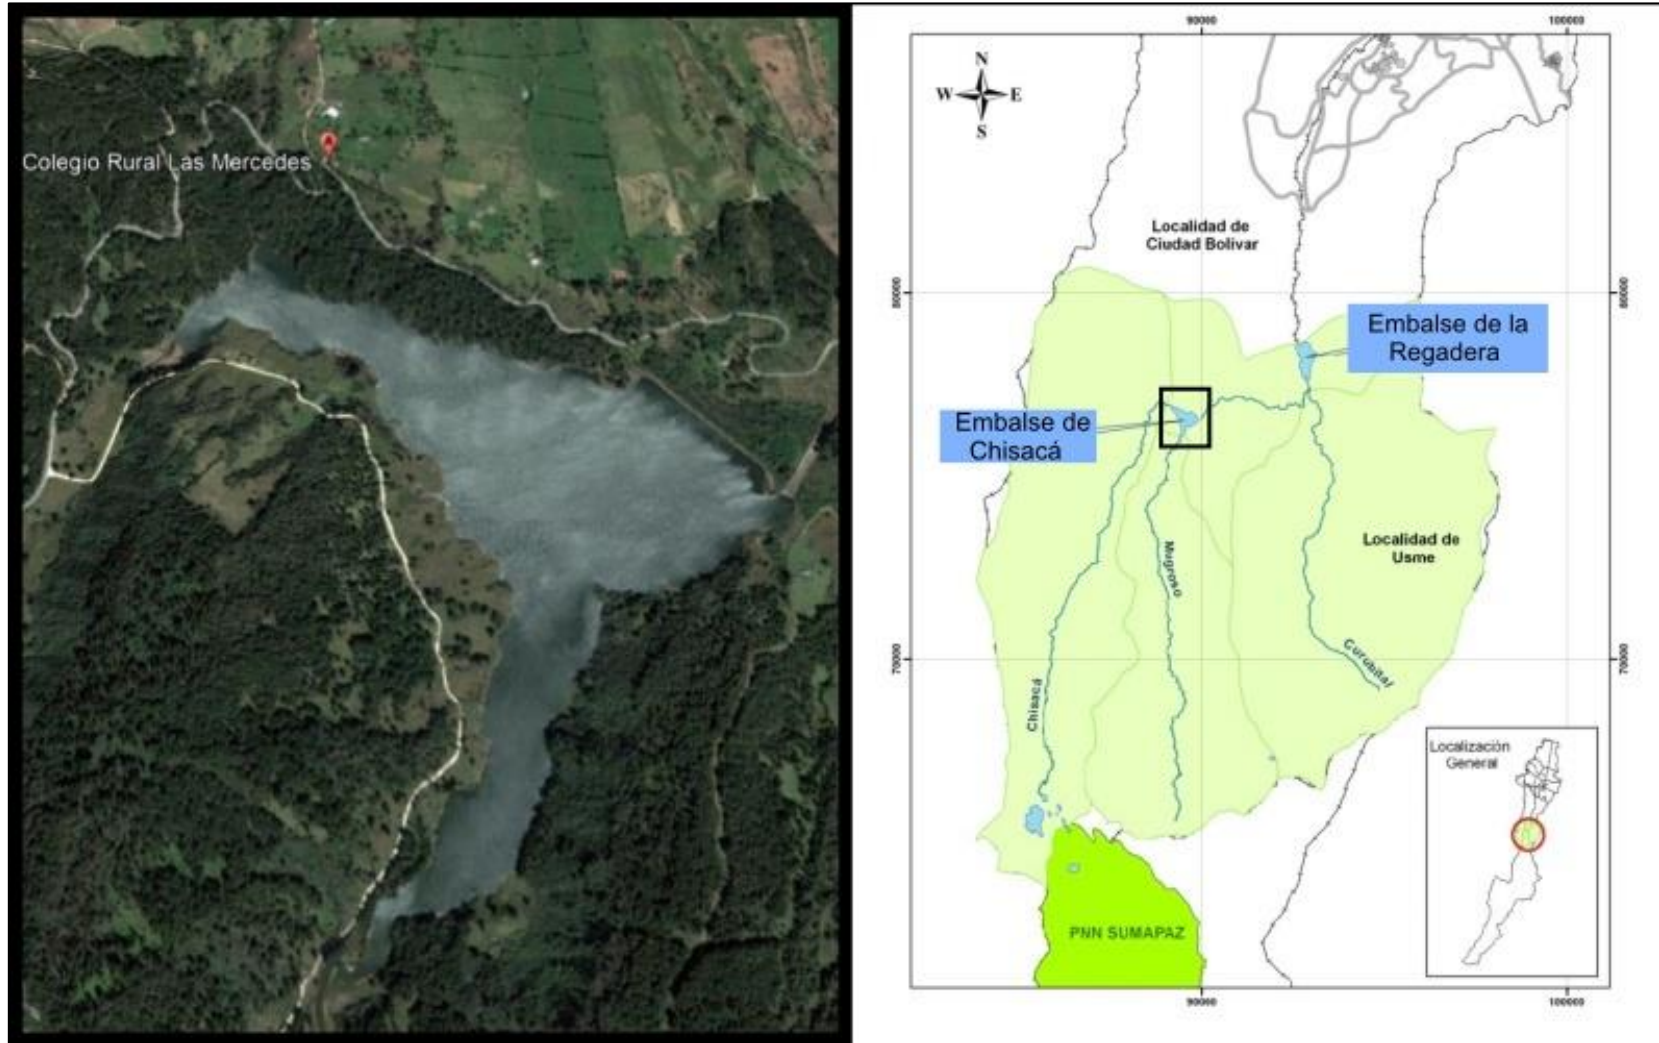 Colegio Rural Las Mercedes
90000
100000
N
W
E
S
Localidad de
Ciudad Bolivar
80000
80000
Embalse de la
Regadera
Embalse de
Chisacá
Localidad de
Usme
Mugroso
70000
70000
Curubital
Chisacá
Localización
General
PNN SUMAPAZ
90000
100000